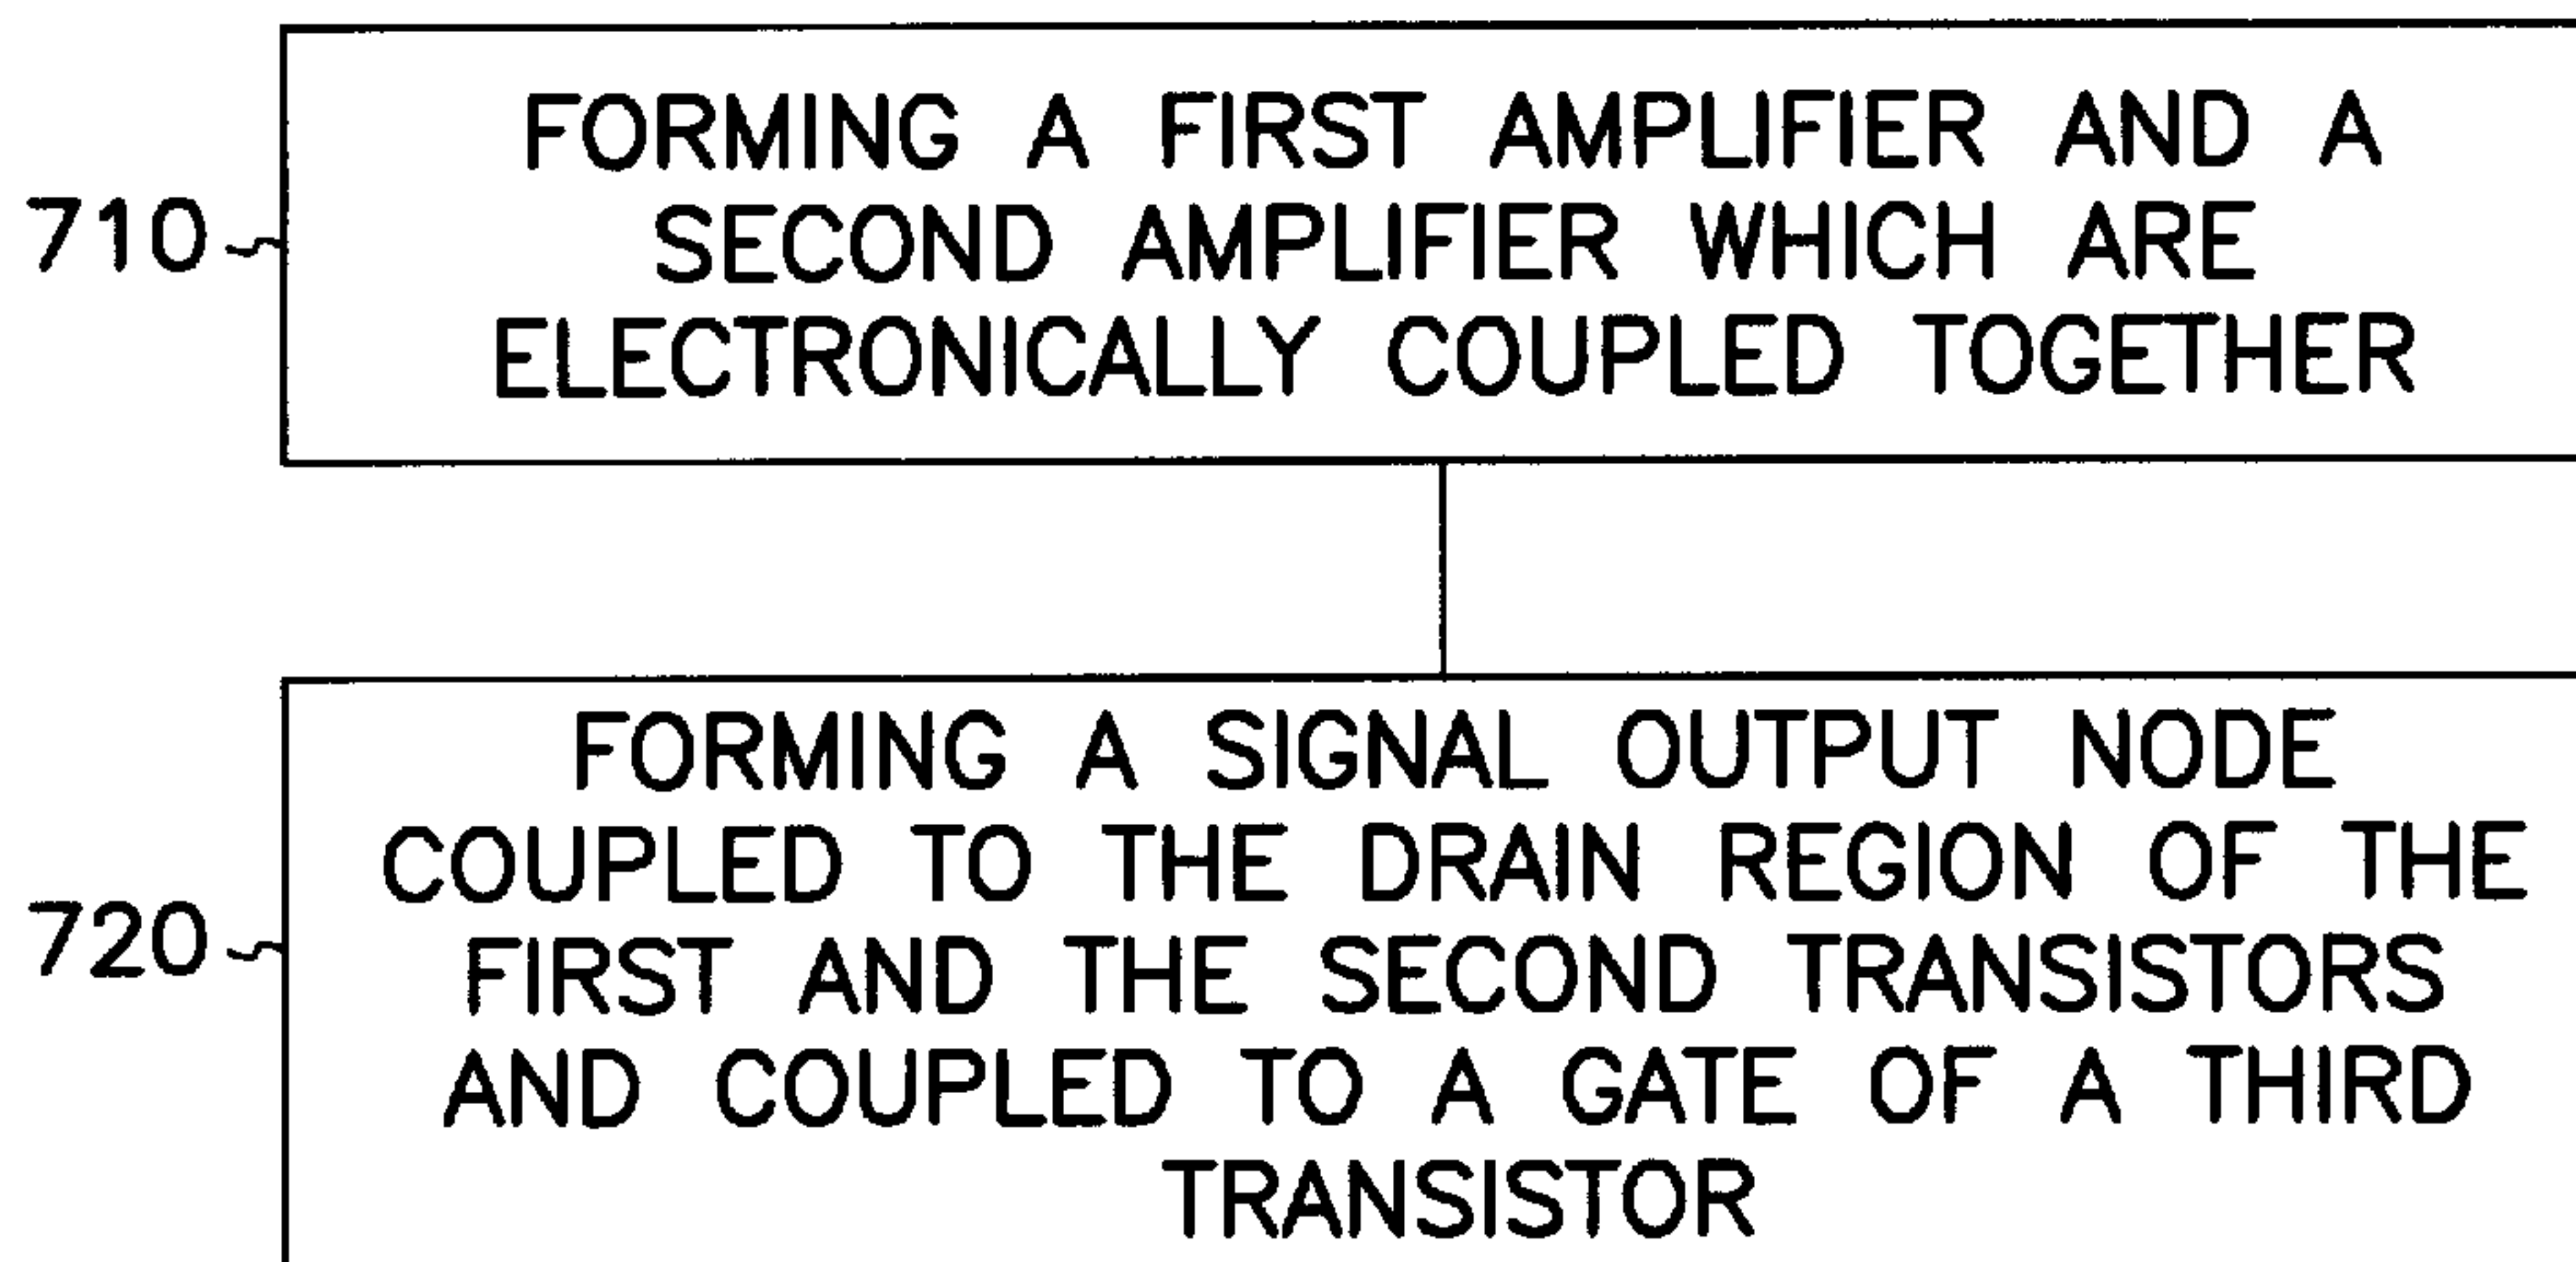 FORMING A FIRST AMPLIFIER AND A
710 SECOND AMPLIFIER WHICH ARE
ELECTRONICALLY COUPLED TOGETHER
FORMING A SIGNAL OUTPUT NODE
COUPLED TO THE DRAIN REGION OF THE
720 FIRST AND THE SECOND TRANSISTORS
AND COUPLED TO A GATE OF A THIRD
TRANSISTOR